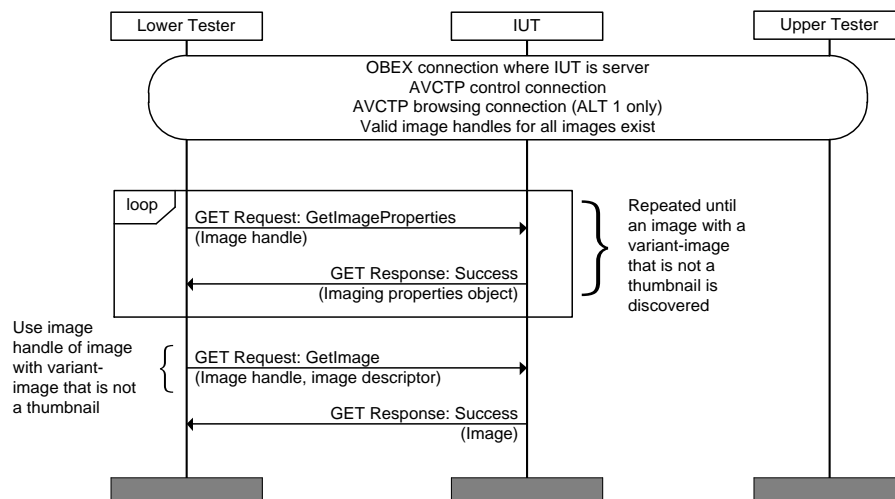 Lower Tester
IUT
Upper Tester
OBEX connection where IUT is server
AVCTP control connection
AVCTP browsing connection (ALT 1 only)
Valid image handles for all images exist
loop
GET Request: GetImageProperties
(Image handle)
GET Response: Success
(Imaging properties object)
Repeated until
an image with a
variant-image
that is not a
thumbnail is
discovered
Use image
handle of image
with variant-
image that is not
a thumbnail
GET Request: GetImage
(Image handle, image descriptor)
GET Response: Success
(Image)